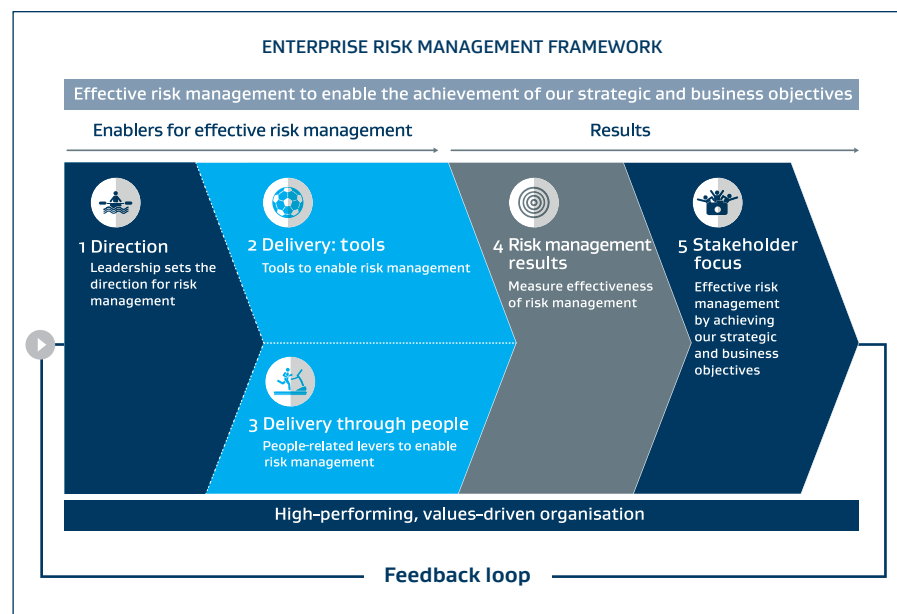 ENTERPRISE RISK MANAGEMENT FRAMEWORK
Effective risk management to enable the achievement of our strategic and business objectives
Enablers for effective risk management
Results
1 Direction
Leadership sets the
direction for risk
management
2 Delivery: tools
Tools to enable risk management
3 Delivery through people
People-related levers to enable
risk management
4 Risk management
results
Measure effectiveness
of risk management
5 Stakeholder
focus
Effective risk
management
by achieving
our strategic
and business
objectives
High-performing, values-driven organisation
Feedback loop